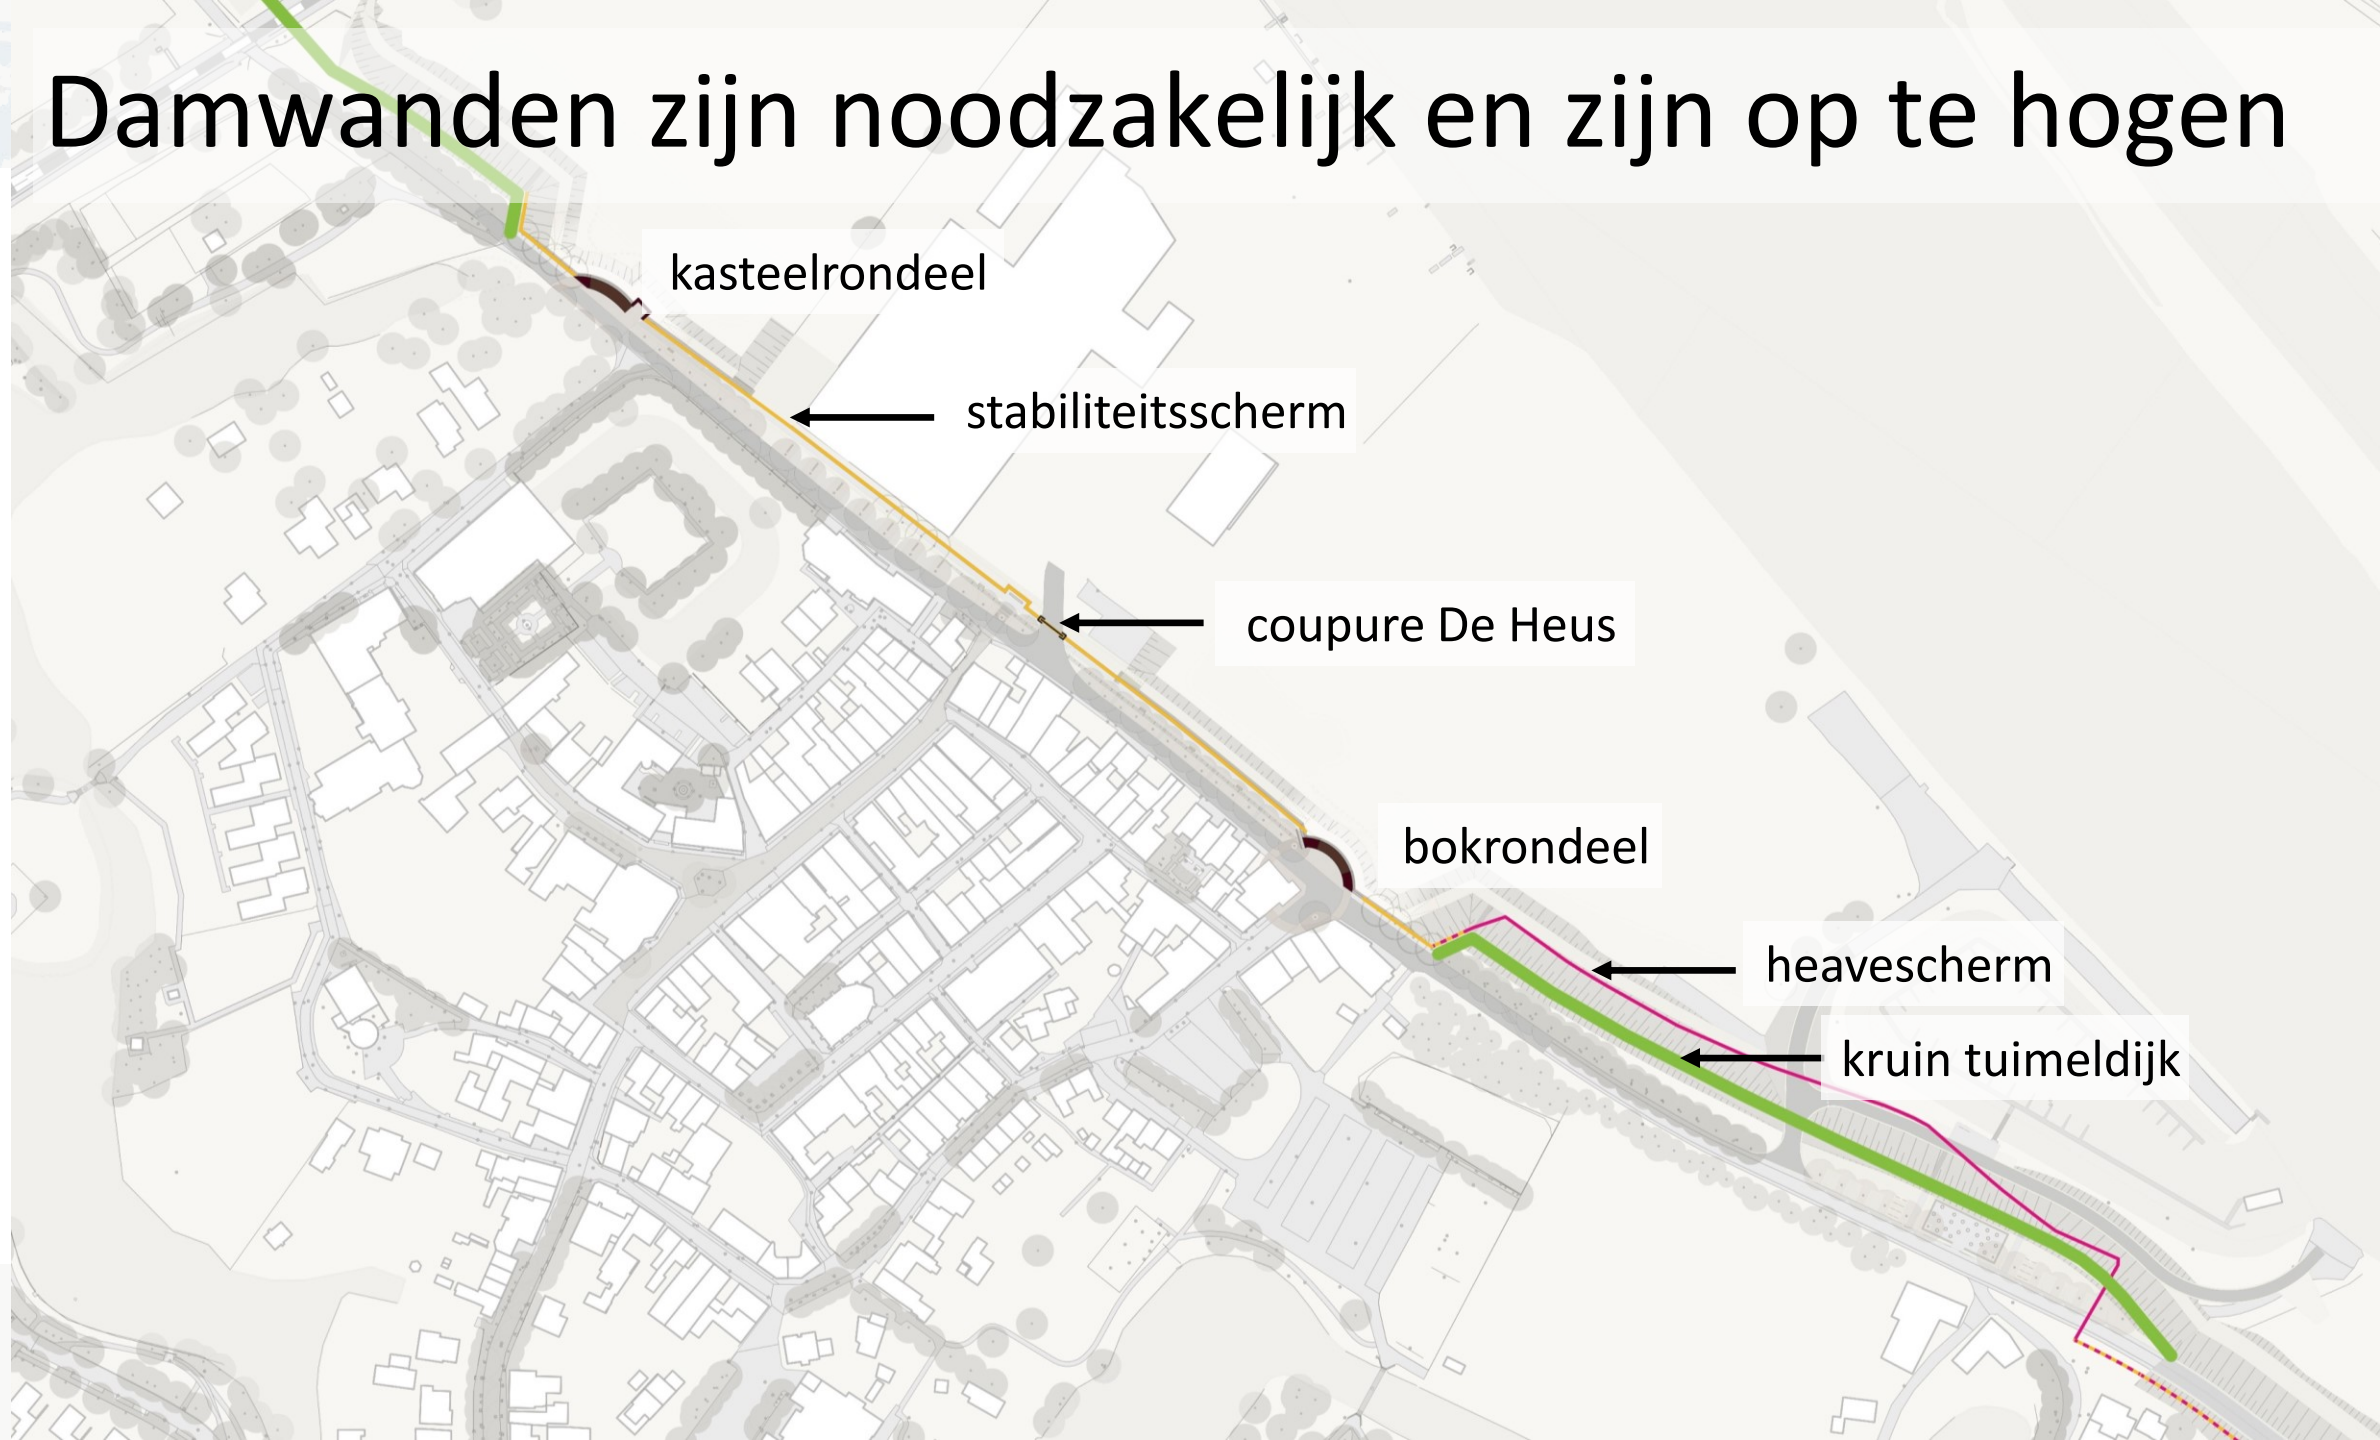 Damwanden zijn noodzakelijk en zijn op te hogen
kasteelrondeel
stabiliteitsscherm
coupure De Heus
bokrondeel
heavescherm
kruin tuimeldijk